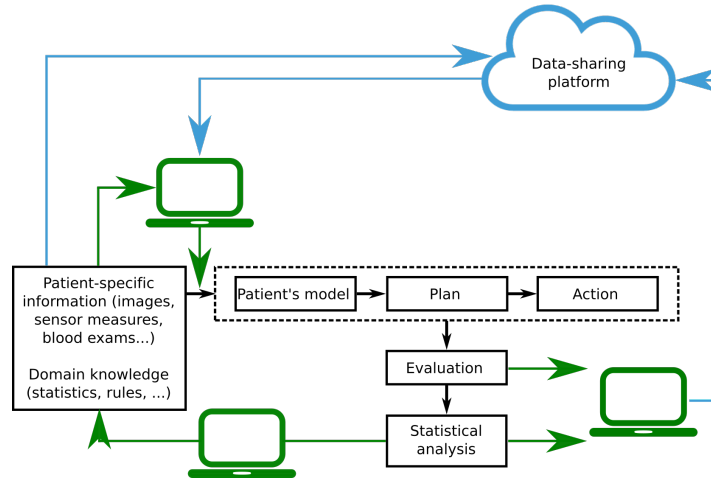 Data-sharing
platform
Patient-specific
information (images,
sensor measures,
blood exams...)
Domain knowledge
(statistics, rules, ...)
Patient's model
Plan
Action
Evaluation
Statistical
analysis